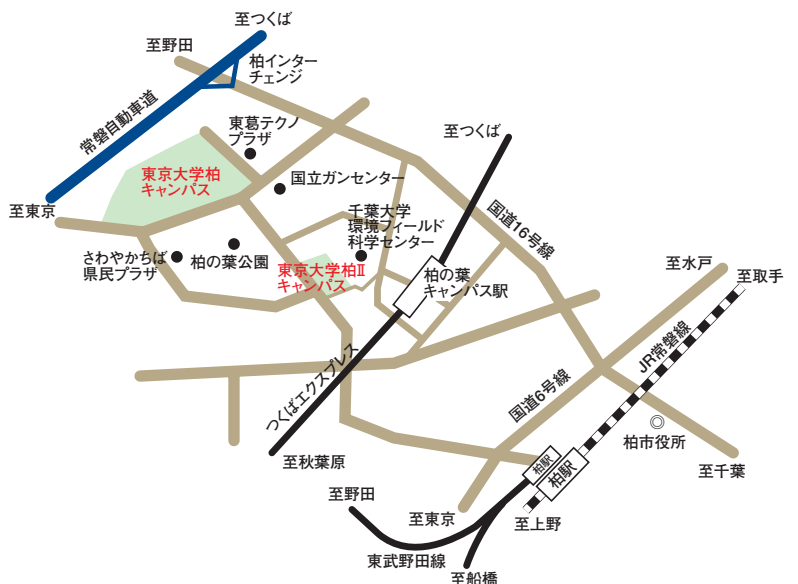 至つくば
至野田
柏インター
チェンジ
常磐自動車道
東葛テクノ
プラザ
至つくば
東京大学柏
キャンパス
国立ガンセンター
至東京
千葉大学
環境フィールド
科学センター
国道16号線
さわやかちば
県民プラザ
柏の葉公園
東京大学柏Ⅱ
キャンパス
柏の葉
キャンパス駅
至水戸
至取手
JR常磐線
つくばエクスプレス
国道6号線
柏市役所
至秋葉原
柏駅
柏駅
至千葉
至野田
至東京
至上野
東武野田線
至船橋